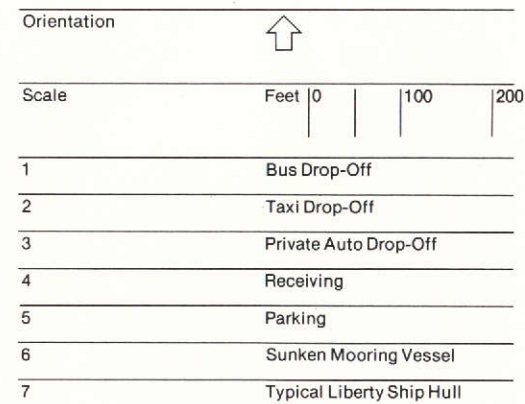 Orientation
Scale Feet 0 100 200
1 Bus Drop-Off
2 Taxi Drop-Off
3 Private Auto Drop-Off
4 Receiving
5 Parking
6 Sunken Mooring Vessel
7 Typical Liberty Ship Hull